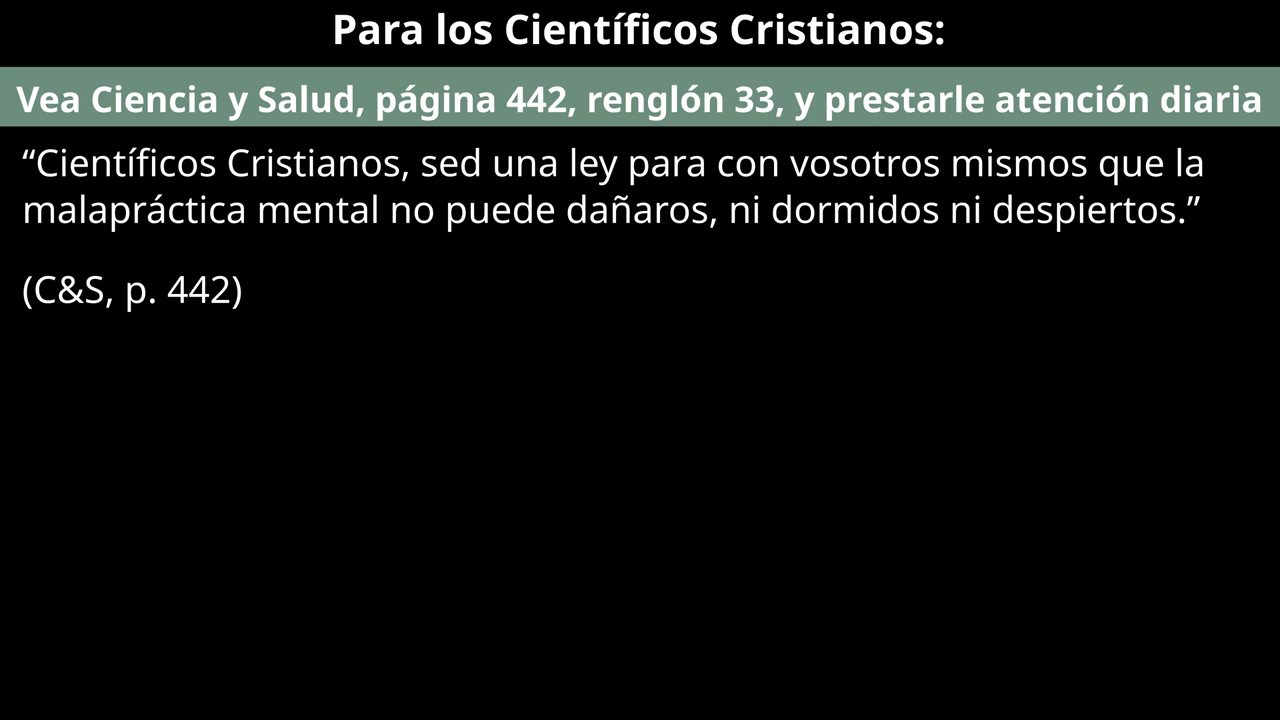 Para los Científicos Cristianos:
Vea Ciencia y Salud, página 442, renglón 33, y prestarle atención diaria
“Científicos Cristianos, sed una ley para con vosotros mismos que la
malapráctica mental no puede dañaros, ni dormidos ni despiertos.”
(C&S, p. 442)